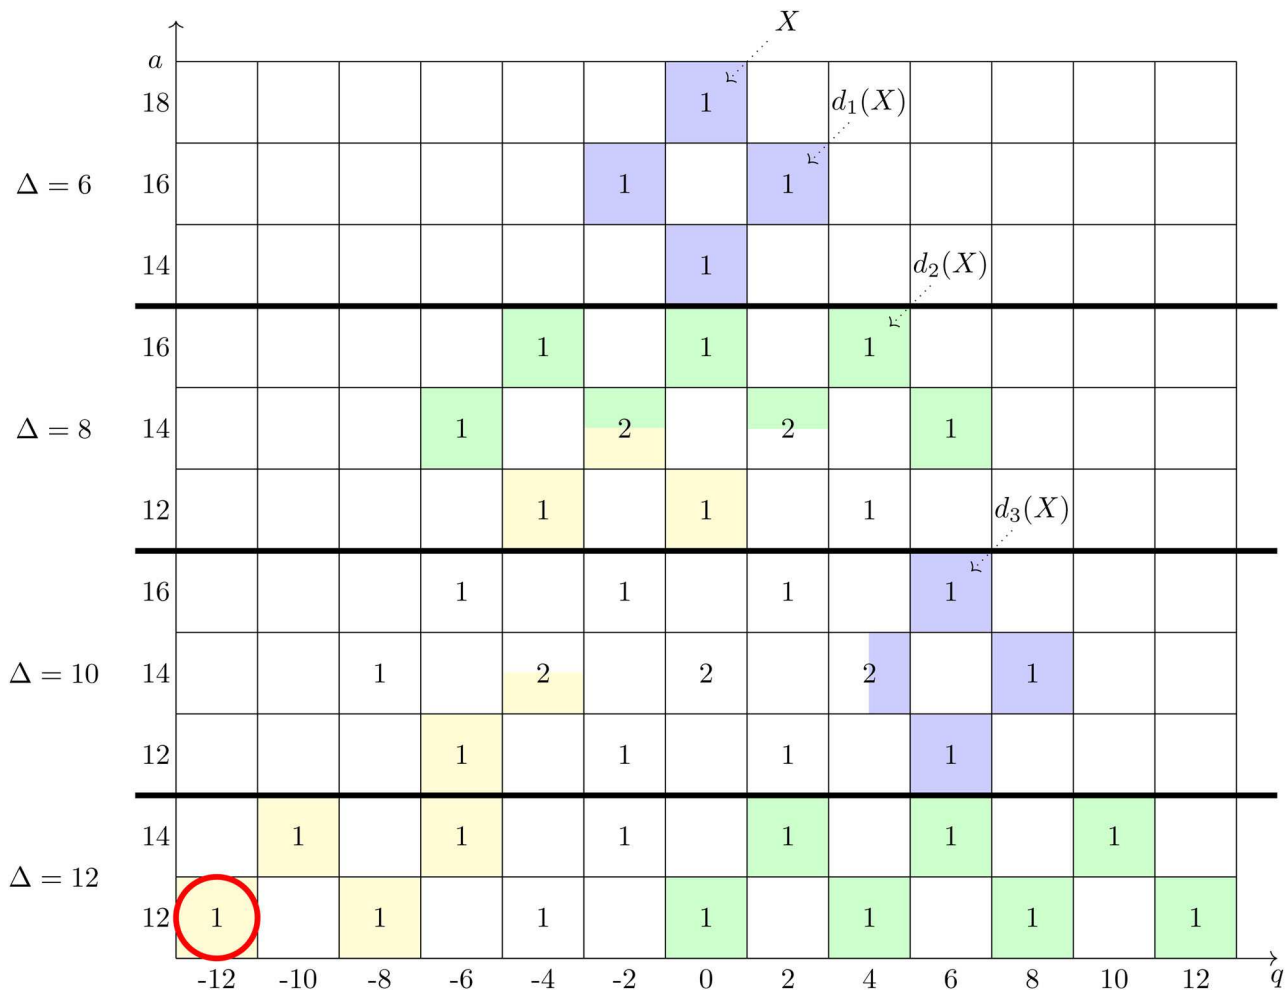 X
a
18 1 d₁(X)
Δ = 6 16 1 1
14 1 d₂(X)
16 1 1 1
Δ = 8 14 1 2 2 1
12 1 1 1 d₃(X)
16 1 1 1 1
Δ = 10 14 1 2 2 2 1
12 1 1 1 1
14 1 1 1 1 1 1
Δ = 12
12 1 1 1 1 1 1 1
-12 -10 -8 -6 -4 -2 0 2 4 6 8 10 12 q